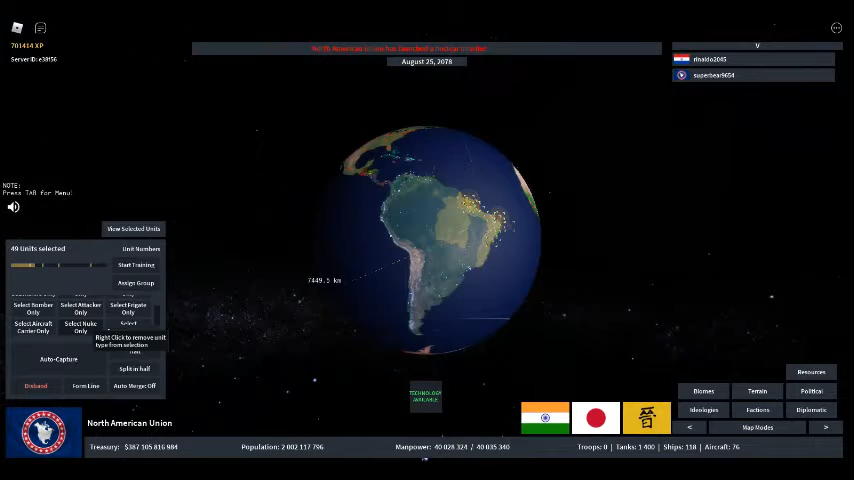 701414 XP
Server ID: e38f56
North American Union has launched a nuclear missile!
August 25, 2078
V
rinaldo2045
superbear9654
NOTE:
Press TAB for Menu!
View Selected Units
49 Units selected
Unit Numbers
Start Training
Assign Group
Only
Select Bomber Only
Select Attacker Only
Select Frigate Only
Select Aircraft Carrier Only
Select Nuke Only
Select
Right Click to remove unit type from selection
Auto-Capture
Halt
Split in half
Disband
Form Line
Auto Merge: Off
7449.5 km
TECHNOLOGY AVAILABLE
晉
Resources
Biomes
Terrain
Political
Ideologies
Factions
Diplomatic
<
Map Modes
>
North American Union
Treasury: $387 105 816 984
Population: 2 002 117 796
Manpower: 40 028 324 / 40 035 340
Troops: 0 | Tanks: 1 400 | Ships: 118 | Aircraft: 76